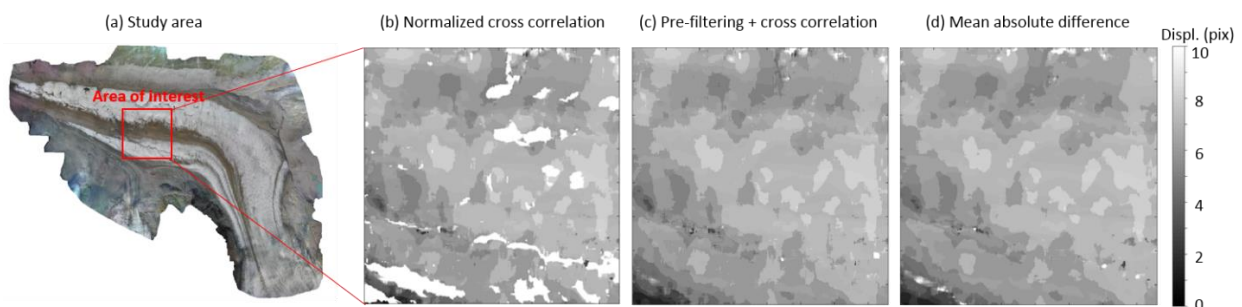 (a) Study area
(b) Normalized cross correlation
(c) Pre-filtering + cross correlation
(d) Mean absolute difference
Displ. (pix)
Area of Interest
10
8
6
4
2
0